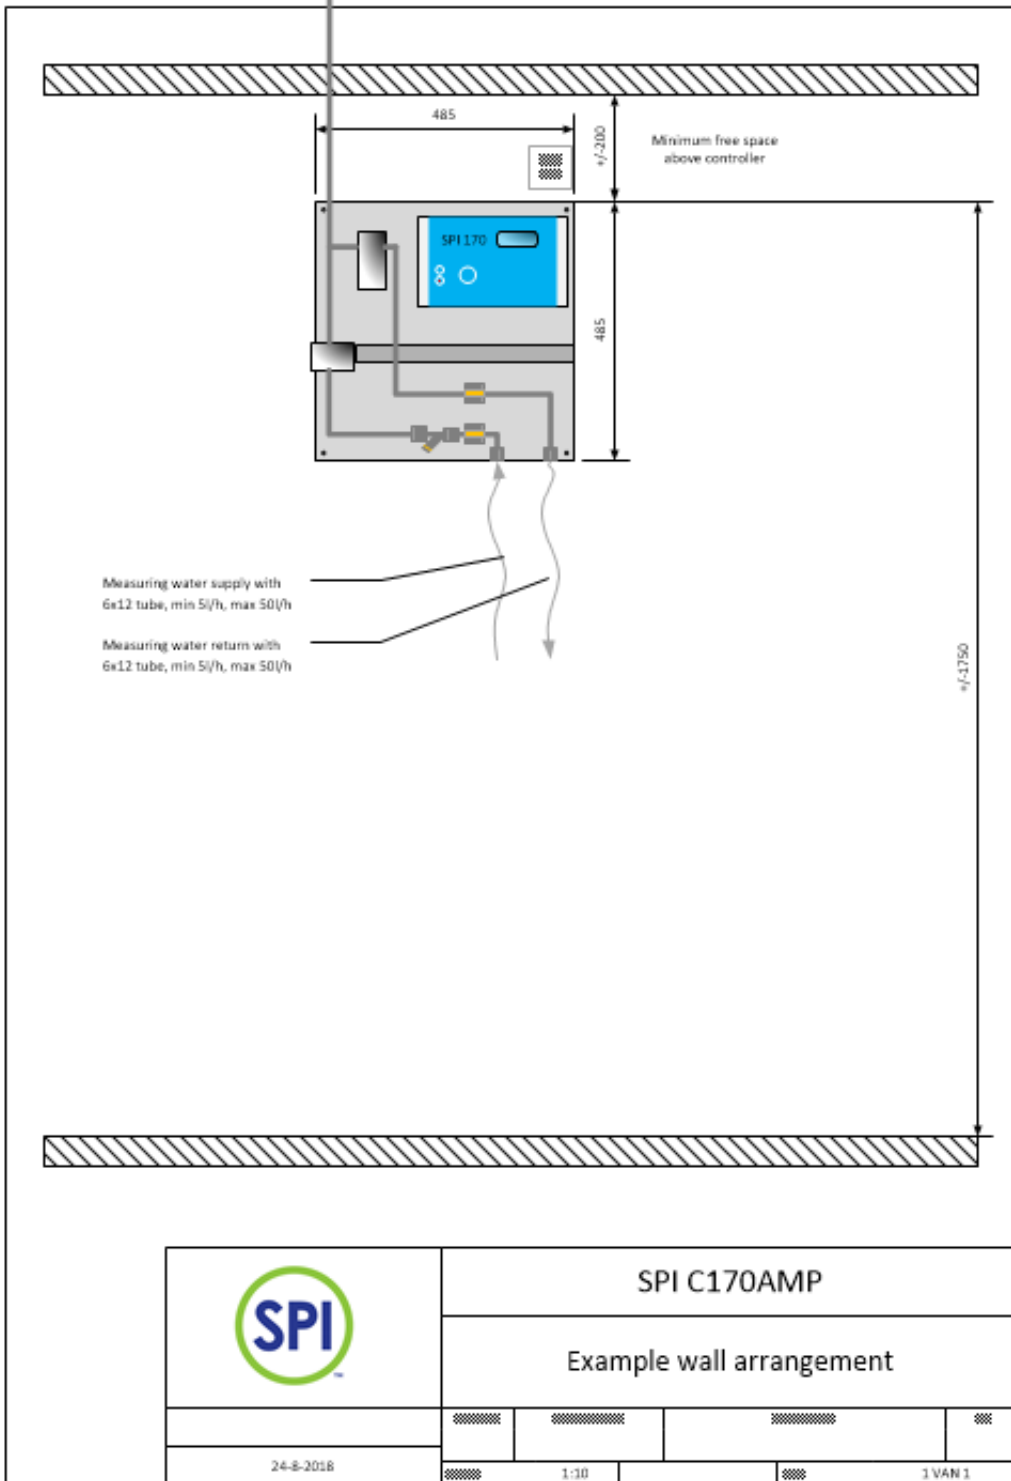 485
+/-200
Minimum free space
above controller
SPI 170
485
Measuring water supply with
6x12 tube, min 5l/h, max 50l/h
Measuring water return with
6x12 tube, min 5l/h, max 50l/h
+/-1750
SPI
™
SPI C170AMP
Example wall arrangement
24-8-2018
1:10
1 VAN 1